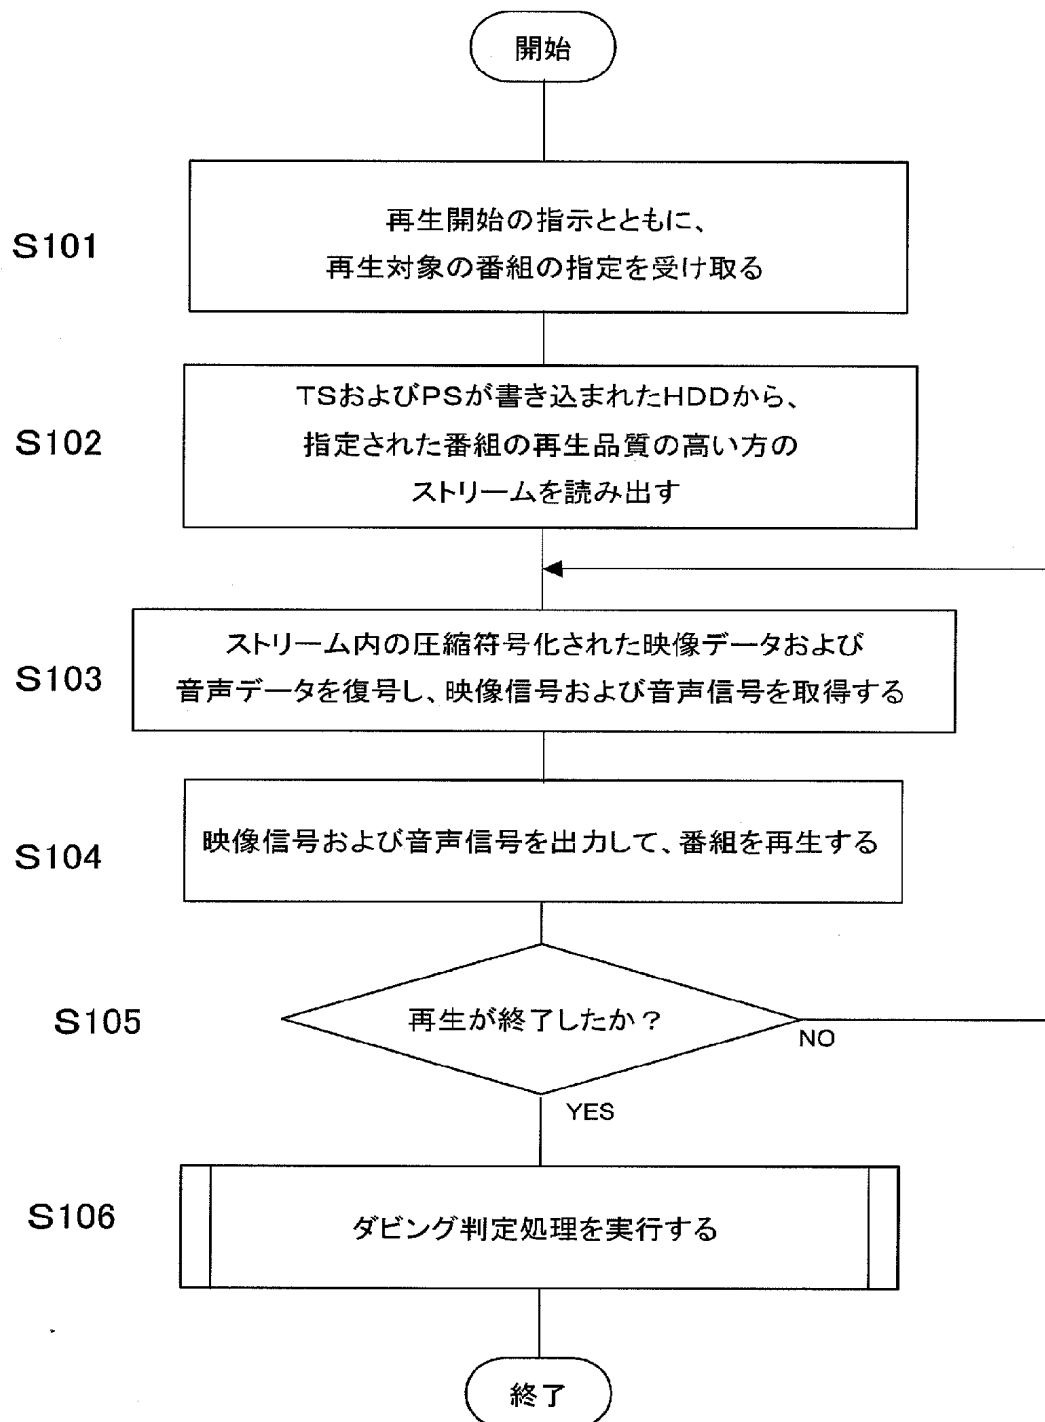 開始
S101
再生開始の指示とともに、
再生対象の番組の指定を受け取る
S102
TSおよびPSが書き込まれたHDDから、
指定された番組の再生品質の高い方の
ストリームを読み出す
S103
ストリーム内の圧縮符号化された映像データおよび
音声データを復号し、映像信号および音声信号を取得する
S104
映像信号および音声信号を出力して、番組を再生する
S105
再生が終了したか？
NO
YES
S106
ダビング判定処理を実行する
終了